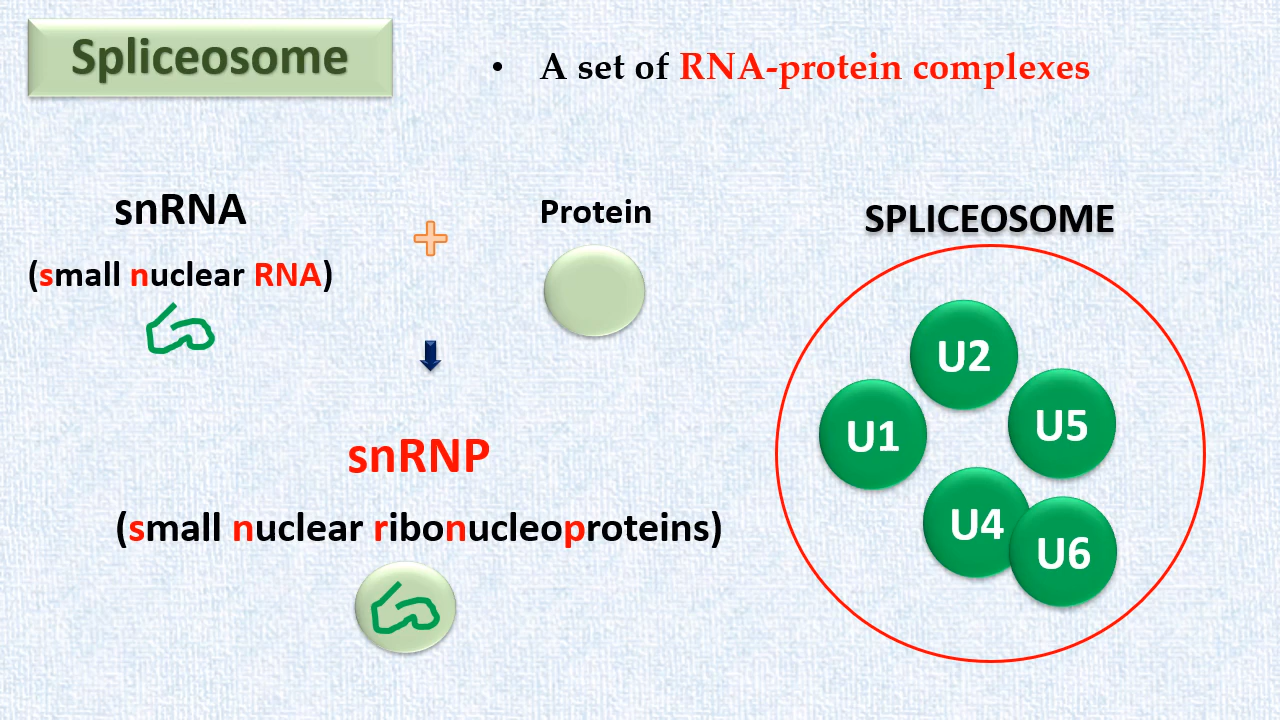 Spliceosome
• A set of RNA-protein complexes
snRNA
(small nuclear RNA)
Protein
snRNP
(small nuclear ribonucleoproteins)
SPLICEOSOME
U2
U1
U5
U4
U6